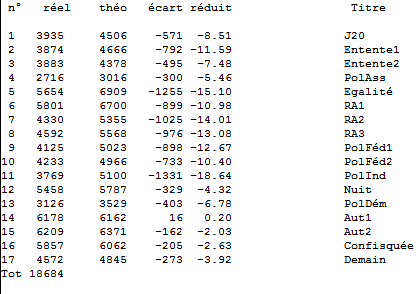 n° réel théo écart réduit Titre
1 3935 4506 -571 -8.51 J20
2 3874 4666 -792 -11.59 Entente1
3 3883 4378 -495 -7.48 Entente2
4 2716 3016 -300 -5.46 PolAss
5 5654 6909 -1255 -15.10 Egalité
6 5801 6700 -899 -10.98 RA1
7 4330 5355 -1025 -14.01 RA2
8 4592 5568 -976 -13.08 RA3
9 4125 5023 -898 -12.67 PolFéd1
10 4233 4966 -733 -10.40 PolFéd2
11 3769 5100 -1331 -18.64 PolInd
12 5458 5787 -329 -4.32 Nuit
13 3126 3529 -403 -6.78 PolDém
14 6178 6162 16 0.20 Aut1
15 6209 6371 -162 -2.03 Aut2
16 5857 6062 -205 -2.63 Confisquée
17 4572 4845 -273 -3.92 Demain
Tot 18684